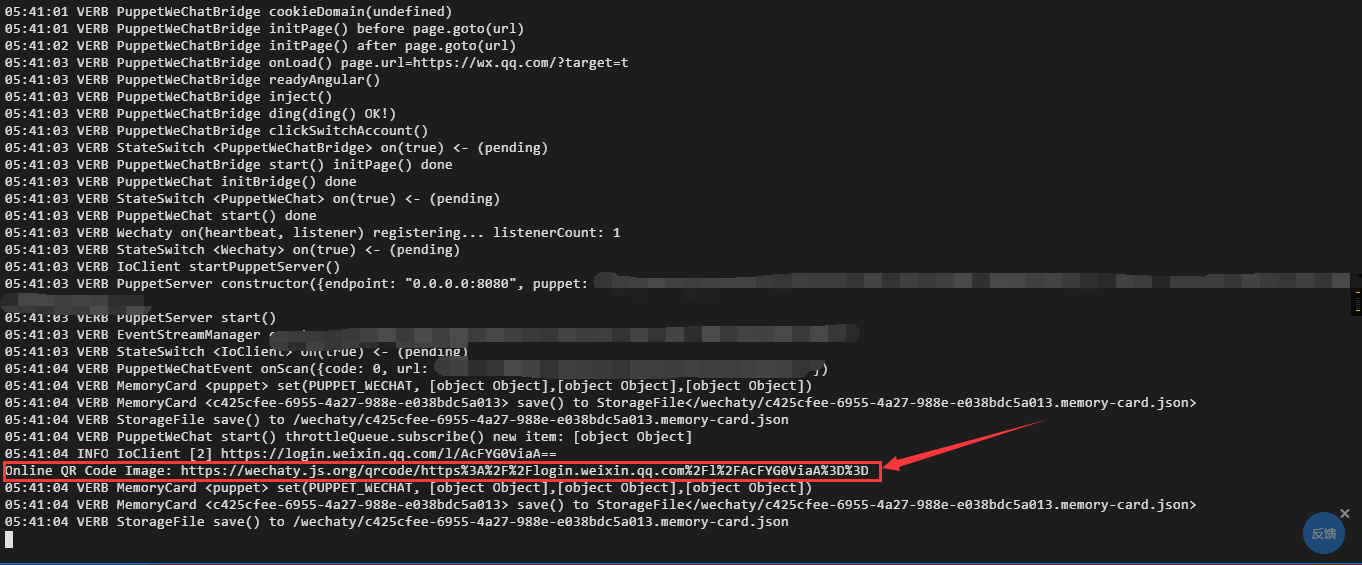 05:41:01 VERB PuppetWeChatBridge cookieDomain(undefined)
05:41:01 VERB PuppetWeChatBridge initPage() before page.goto(url)
05:41:02 VERB PuppetWeChatBridge initPage() after page.goto(url)
05:41:03 VERB PuppetWeChatBridge onLoad() page.url=https://wx.qq.com/?target=t
05:41:03 VERB PuppetWeChatBridge readyAngular()
05:41:03 VERB PuppetWeChatBridge inject()
05:41:03 VERB PuppetWeChatBridge ding(ding() OK!)
05:41:03 VERB PuppetWeChatBridge clickSwitchAccount()
05:41:03 VERB StateSwitch <PuppetWeChatBridge> on(true) <- (pending)
05:41:03 VERB PuppetWeChatBridge start() initPage() done
05:41:03 VERB PuppetWeChat initBridge() done
05:41:03 VERB StateSwitch <PuppetWeChat> on(true) <- (pending)
05:41:03 VERB PuppetWeChat start() done
05:41:03 VERB Wechaty on(heartbeat, listener) registering... listenerCount: 1
05:41:03 VERB StateSwitch <Wechaty> on(true) <- (pending)
05:41:03 VERB IoClient startPuppetServer()
05:41:03 VERB PuppetServer constructor({endpoint: "0.0.0.0:8080", puppet:
05:41:03 VERB PuppetServer start()
05:41:03 VERB EventStreamManager
05:41:03 VERB StateSwitch <IoClient> on(true) <- (pending)
05:41:04 VERB PuppetWeChatEvent onScan({code: 0, url: })
05:41:04 VERB MemoryCard <puppet> set(PUPPET_WECHAT, [object Object],[object Object],[object Object])
05:41:04 VERB MemoryCard <c425cfee-6955-4a27-988e-e038bdc5a013> save() to StorageFile</wechaty/c425cfee-6955-4a27-988e-e038bdc5a013.memory-card.json>
05:41:04 VERB StorageFile save() to /wechaty/c425cfee-6955-4a27-988e-e038bdc5a013.memory-card.json
05:41:04 VERB PuppetWeChat start() throttleQueue.subscribe() new item: [object Object]
05:41:04 INFO IoClient [2] https://login.weixin.qq.com/l/AcFYG0ViaA==
Online QR Code Image: https://wechaty.js.org/qrcode/https%3A%2F%2Flogin.weixin.qq.com%2Fl%2FAcFYG0ViaA%3D%3D
05:41:04 VERB MemoryCard <puppet> set(PUPPET_WECHAT, [object Object],[object Object],[object Object])
05:41:04 VERB MemoryCard <c425cfee-6955-4a27-988e-e038bdc5a013> save() to StorageFile</wechaty/c425cfee-6955-4a27-988e-e038bdc5a013.memory-card.json>
05:41:04 VERB StorageFile save() to /wechaty/c425cfee-6955-4a27-988e-e038bdc5a013.memory-card.json
反馈